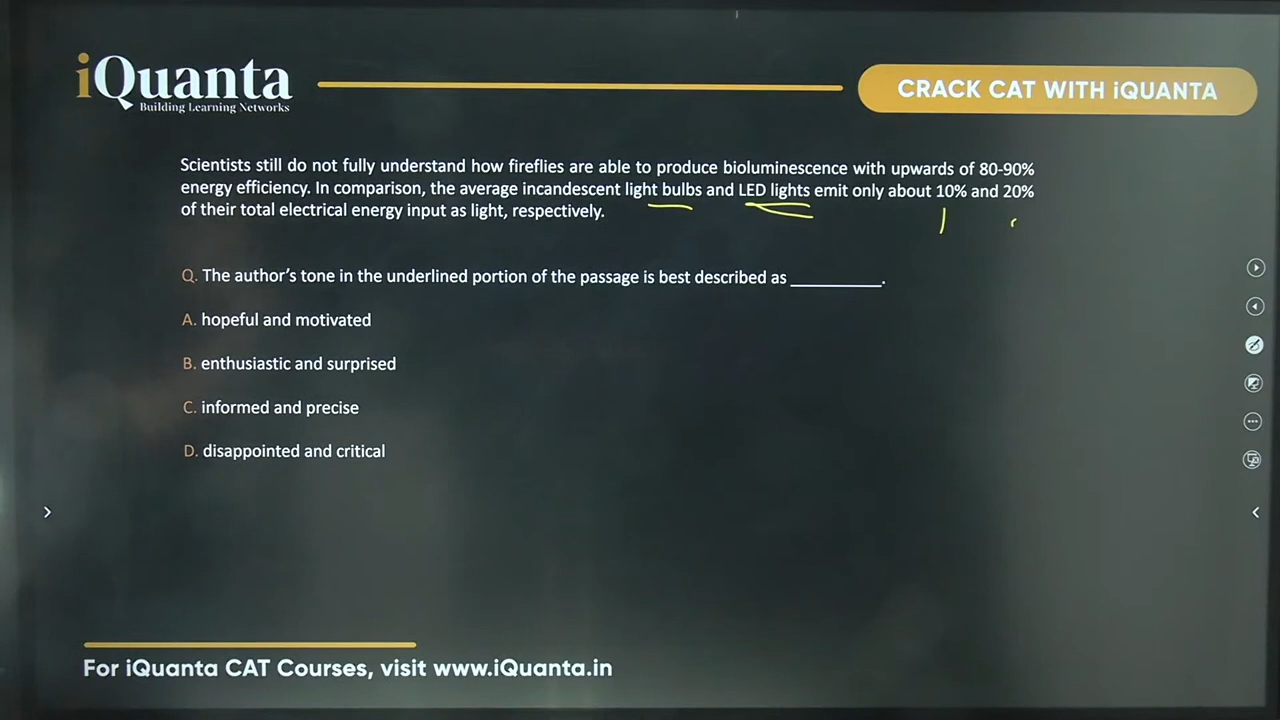 iQuanta
Building Learning Networks
CRACK CAT WITH iQUANTA
Scientists still do not fully understand how fireflies are able to produce bioluminescence with upwards of 80-90%
energy efficiency. In comparison, the average incandescent light bulbs and LED lights emit only about 10% and 20%
of their total electrical energy input as light, respectively.
Q. The author's tone in the underlined portion of the passage is best described as __________.
A. hopeful and motivated
B. enthusiastic and surprised
C. informed and precise
D. disappointed and critical
For iQuanta CAT Courses, visit www.iQuanta.in